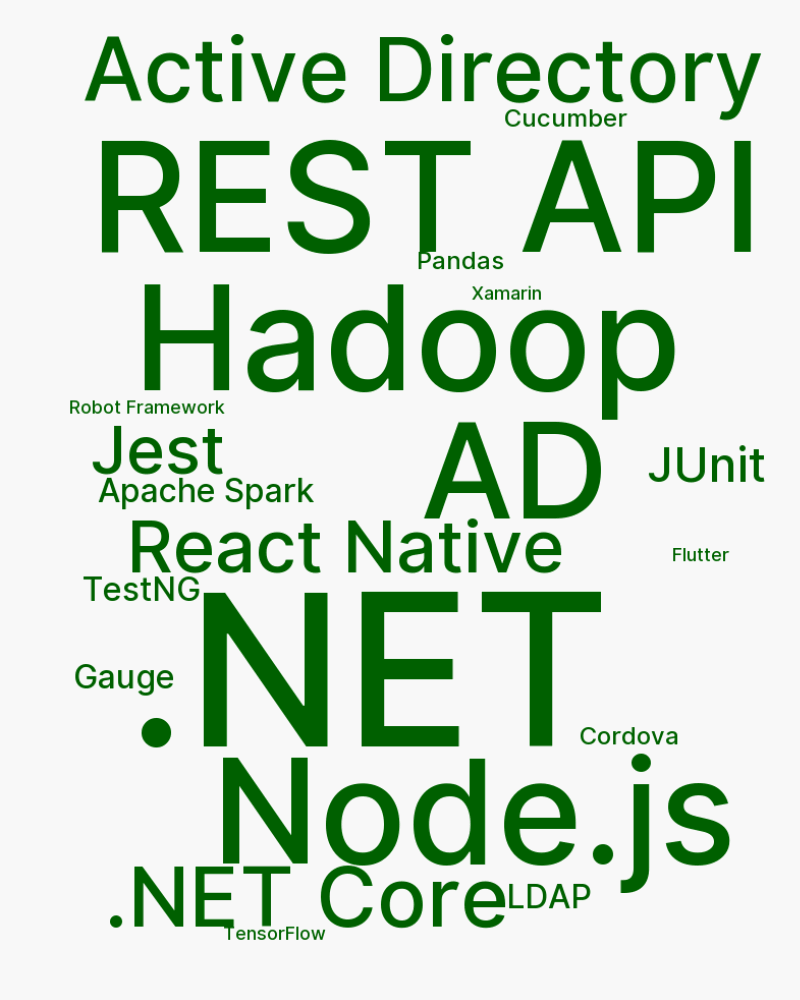 Active Directory
Cucumber
REST API
Pandas
Xamarin
Hadoop
Robot Framework
Jest
AD
JUnit
Apache Spark
React Native
Flutter
TestNG
.NET
Gauge
Cordova
Node.js
.NET Core
LDAP
TensorFlow